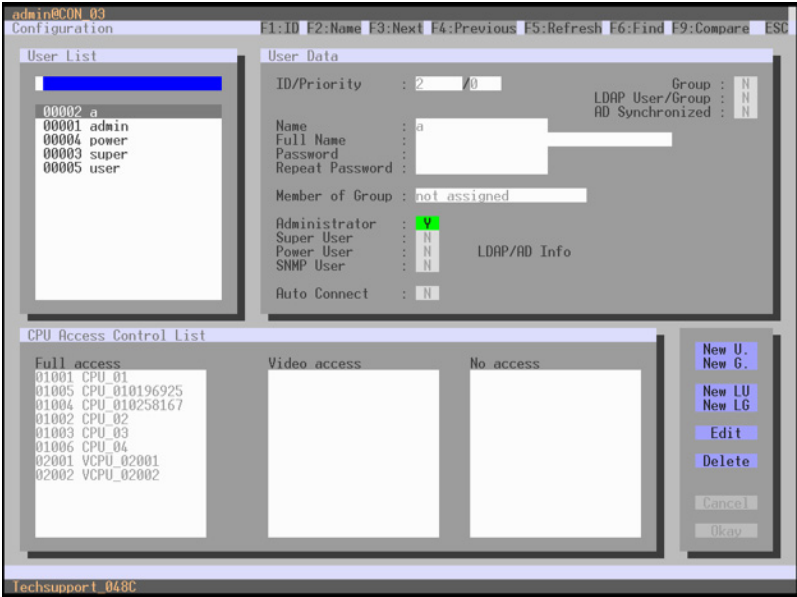 admin@CON_03
Configuration F1:ID F2:Name F3:Next F4:Previous F5:Refresh F6:Find F9:Compare ESC
User List
00002 a
00001 admin
00004 power
00003 super
00005 user
User Data
ID/Priority : 2 /0
Group : N
LDAP User/Group : N
AD Synchronized : N
Name : a
Full Name :
Password :
Repeat Password :
Member of Group : not assigned
Administrator : Y
Super User : N
Power User : N LDAP/AD Info
SNMP User : N
Auto Connect : N
CPU Access Control List
Full access
01001 CPU_01
01005 CPU_010196925
01004 CPU_010258167
01002 CPU_02
01003 CPU_03
01006 CPU_04
02001 VCPU_02001
02002 VCPU_02002
Video access
No access
New U.
New G.
New LU
New LG
Edit
Delete
Cancel
Okay
Techsupport_048C